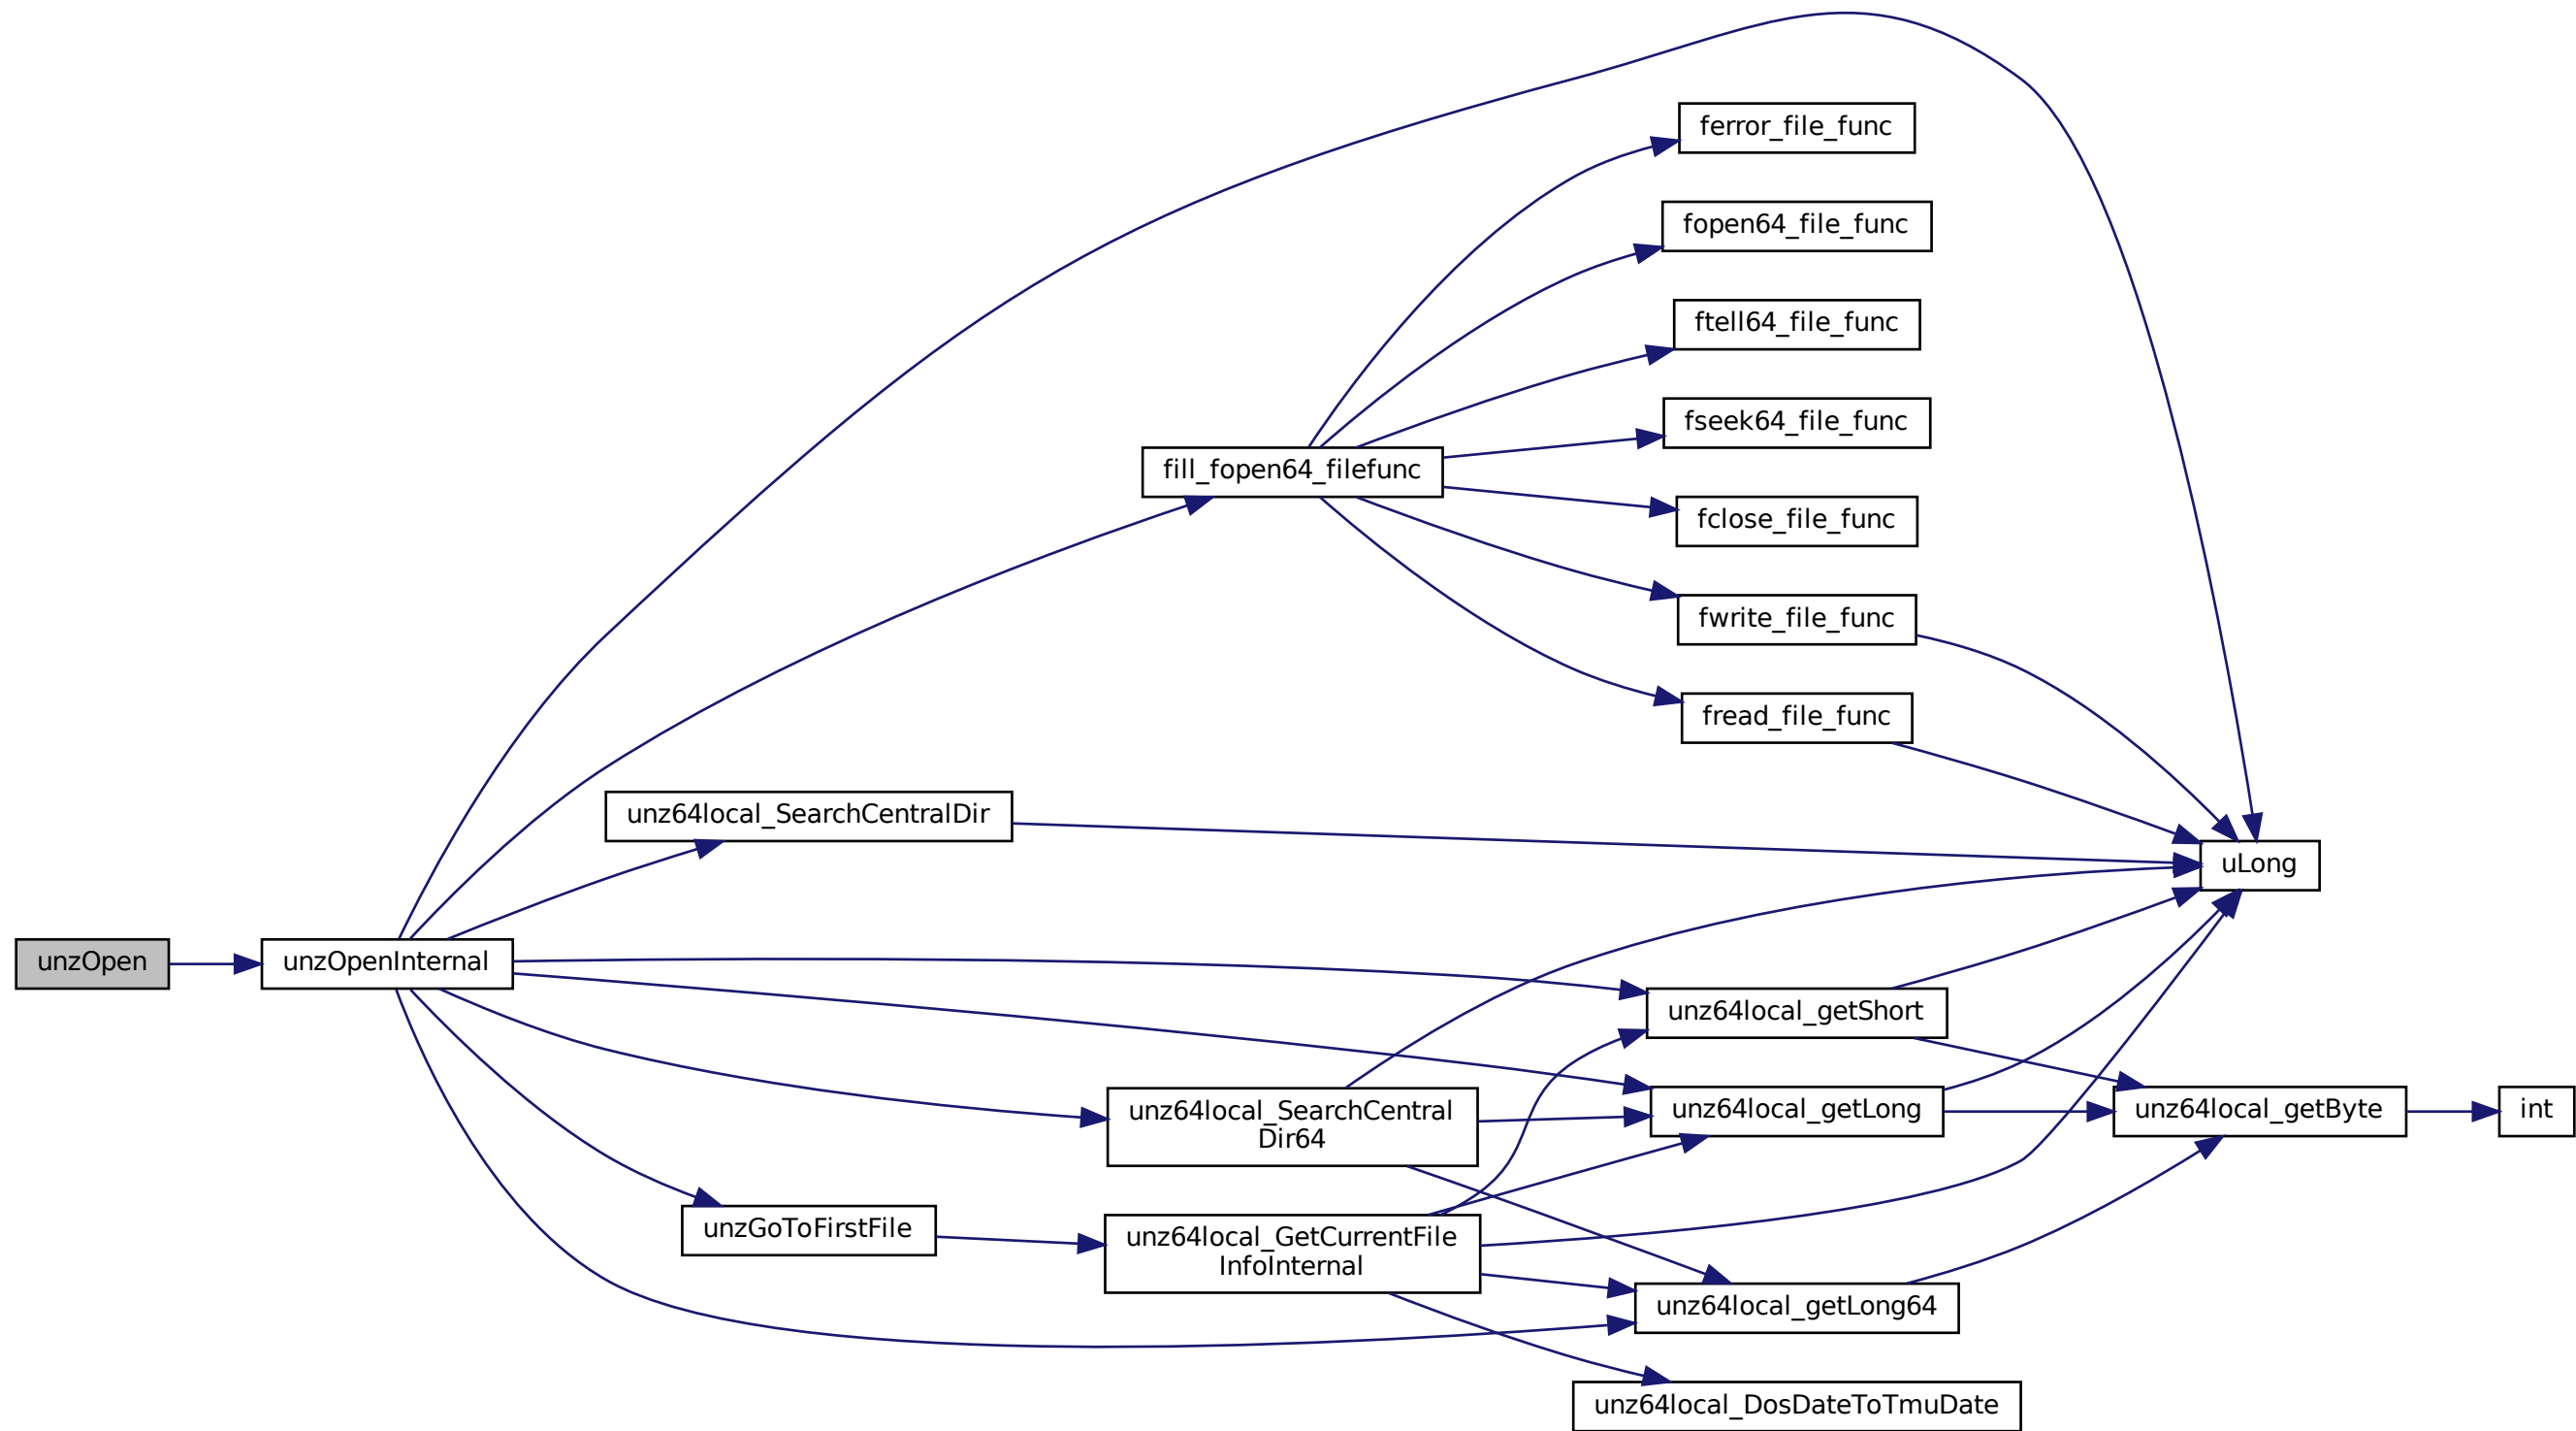 ferror_file_func
fopen64_file_func
ftell64_file_func
fseek64_file_func
fill_fopen64_filefunc
fclose_file_func
fwrite_file_func
fread_file_func
unz64local_SearchCentralDir
uLong
unzOpen
unzOpenInternal
unz64local_getShort
unz64local_SearchCentral
Dir64
unz64local_getLong
unz64local_getByte
int
unzGoToFirstFile
unz64local_GetCurrentFile
InfoInternal
unz64local_getLong64
unz64local_DosDateToTmuDate